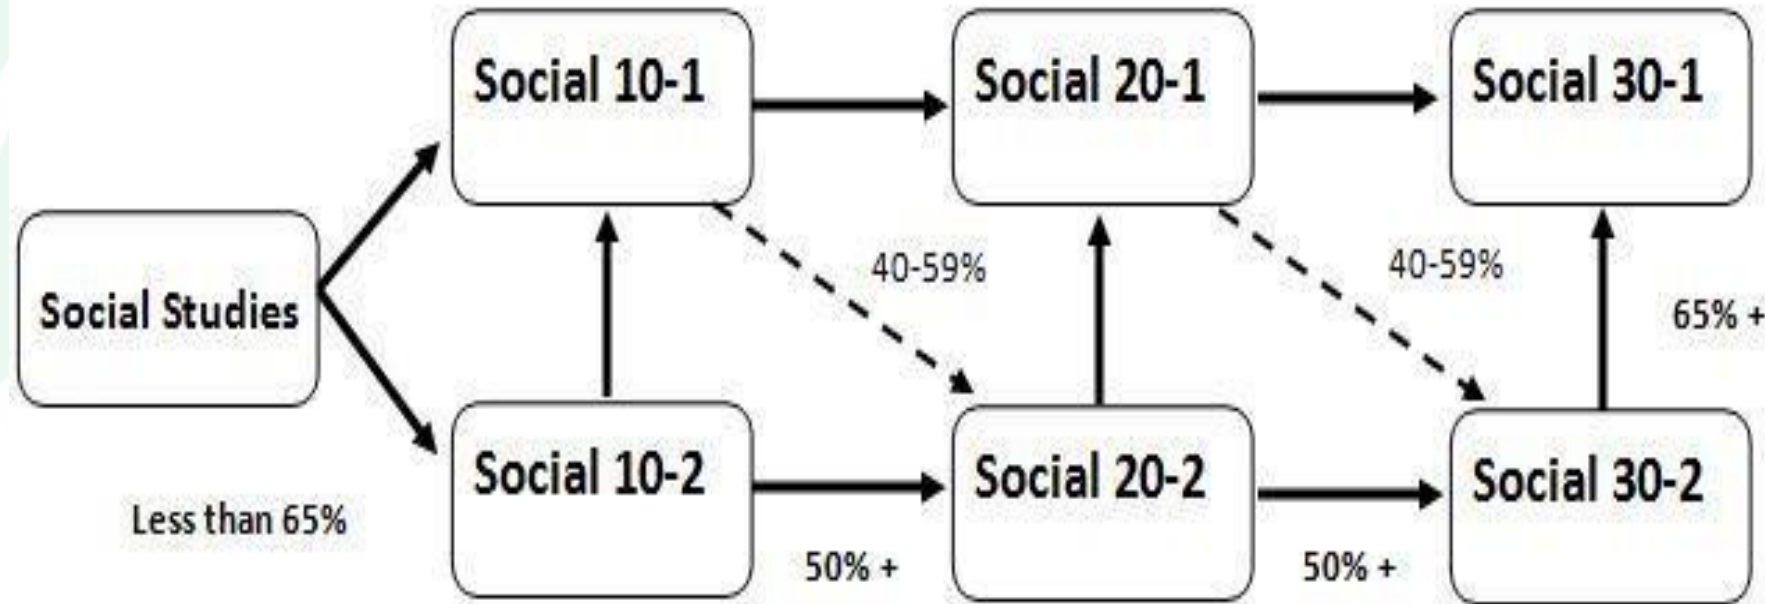 Social 10-1
Social 20-1
Social 30-1
Social Studies
40-59%
40-59%
65% +
Social 10-2
Social 20-2
Social 30-2
Less than 65%
50% +
50% +